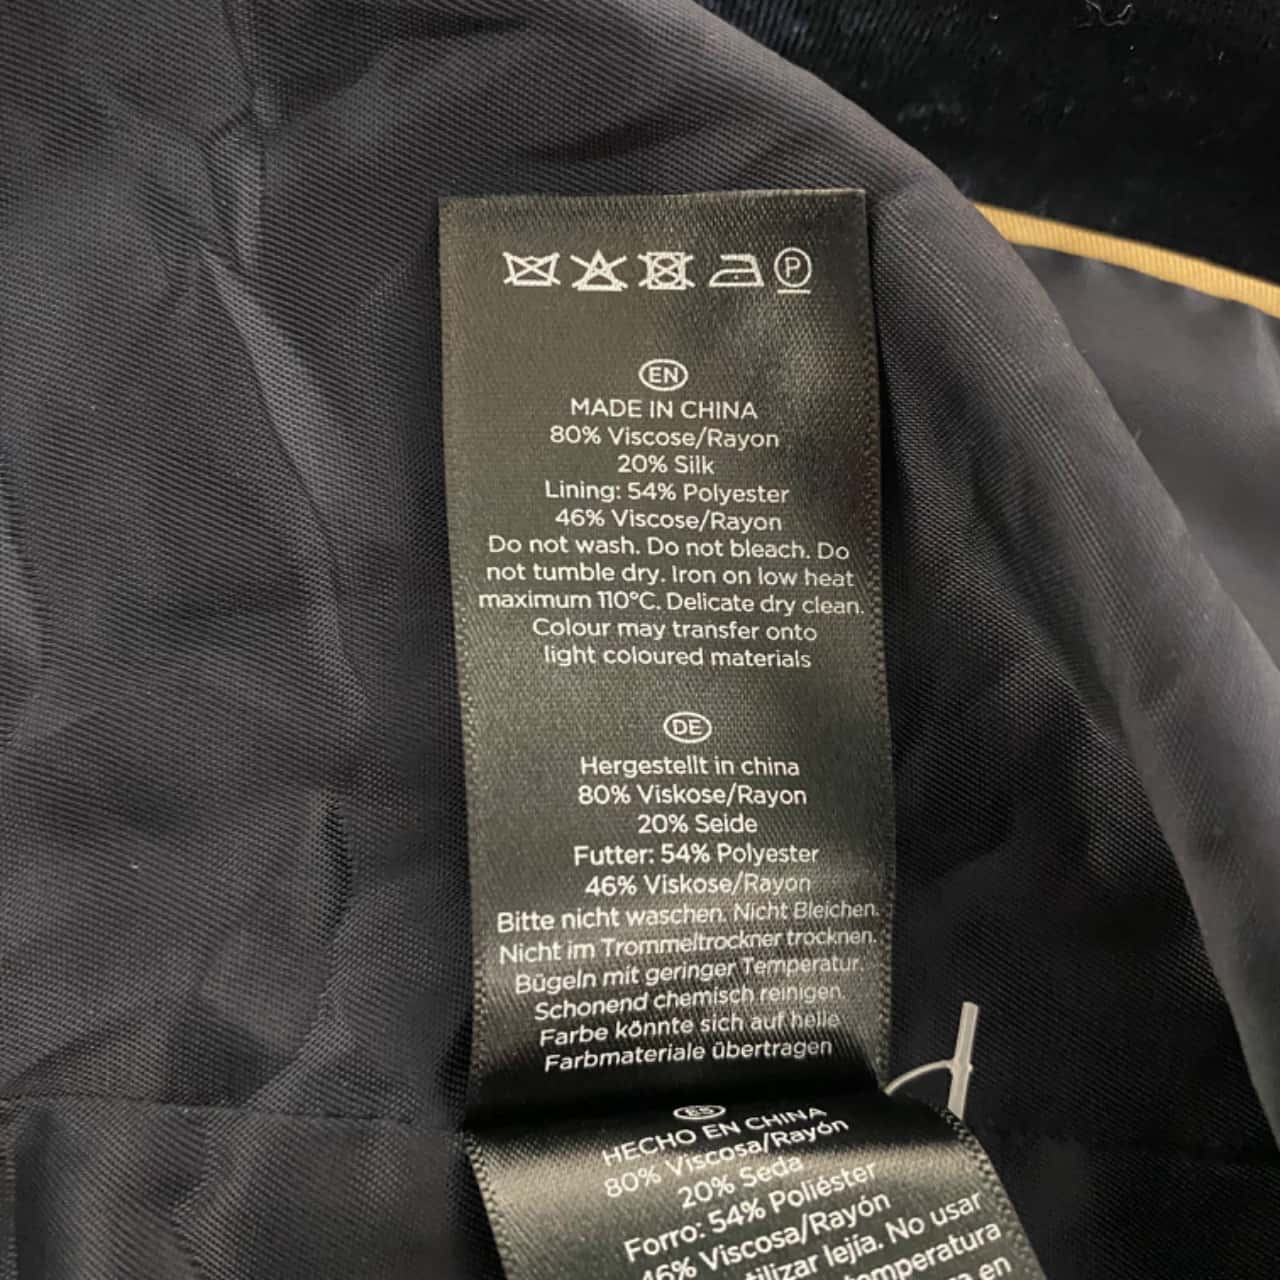 P
EN
MADE IN CHINA
80% Viscose/Rayon
20% Silk
Lining: 54% Polyester
46% Viscose/Rayon
Do not wash. Do not bleach. Do
not tumble dry. Iron on low heat
maximum 110°C. Delicate dry clean.
Colour may transfer onto
light coloured materials
DE
Hergestellt in china
80% Viskose/Rayon
20% Seide
Futter: 54% Polyester
46% Viskose/Rayon
Bitte nicht waschen. Nicht Bleichen.
Nicht im Trommeltrockner trocknen.
Bügeln mit geringer Temperatur.
Schonend chemisch reinigen.
Farbe könnte sich auf helle
Farbmateriale übertragen
ES
HECHO EN CHINA
80% Viscosa/Rayón
20% Seda
Forro: 54% Poliéster
46% Viscosa/Rayón
lejía. No usar
en